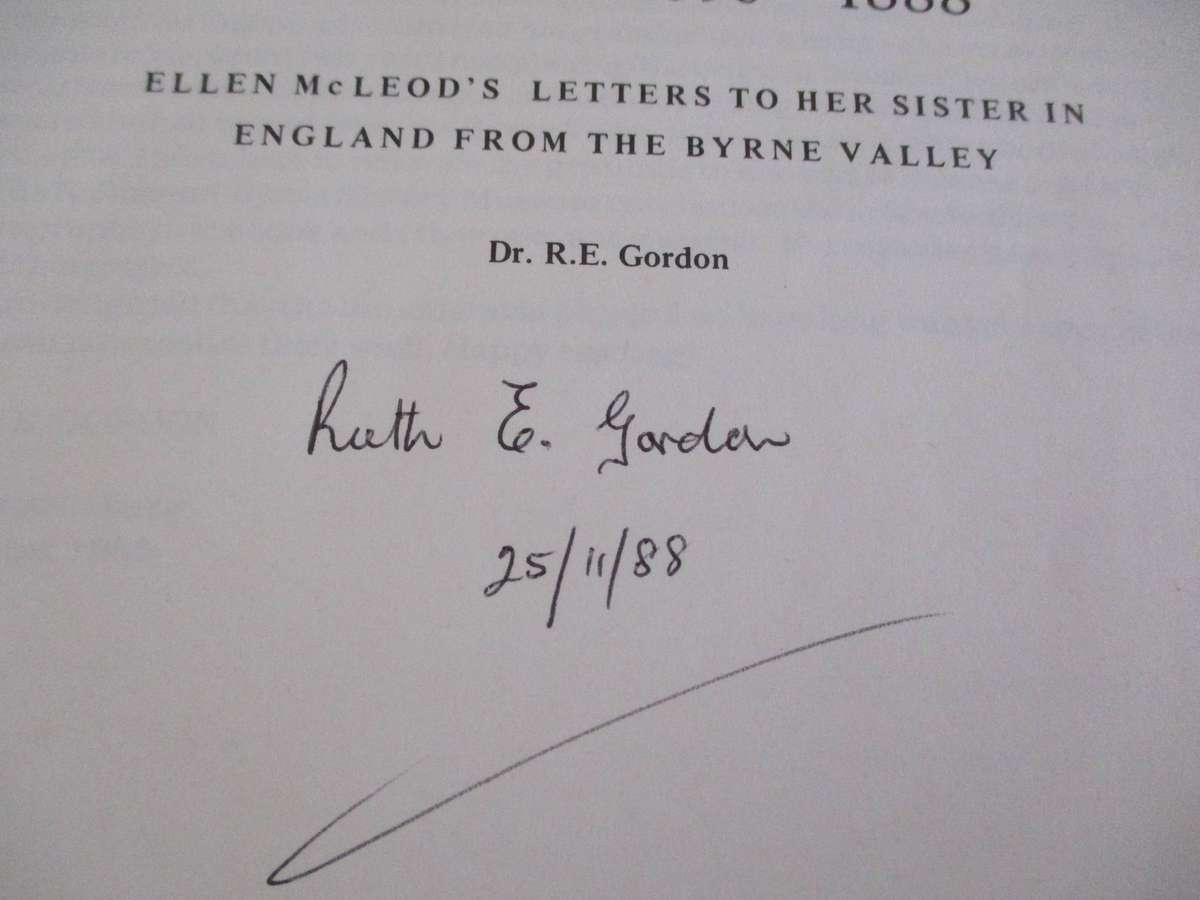 1888
ELLEN McLEOD'S LETTERS TO HER SISTER IN
ENGLAND FROM THE BYRNE VALLEY
Dr. R.E. Gordon
Ruth E. Gordon
25/11/88